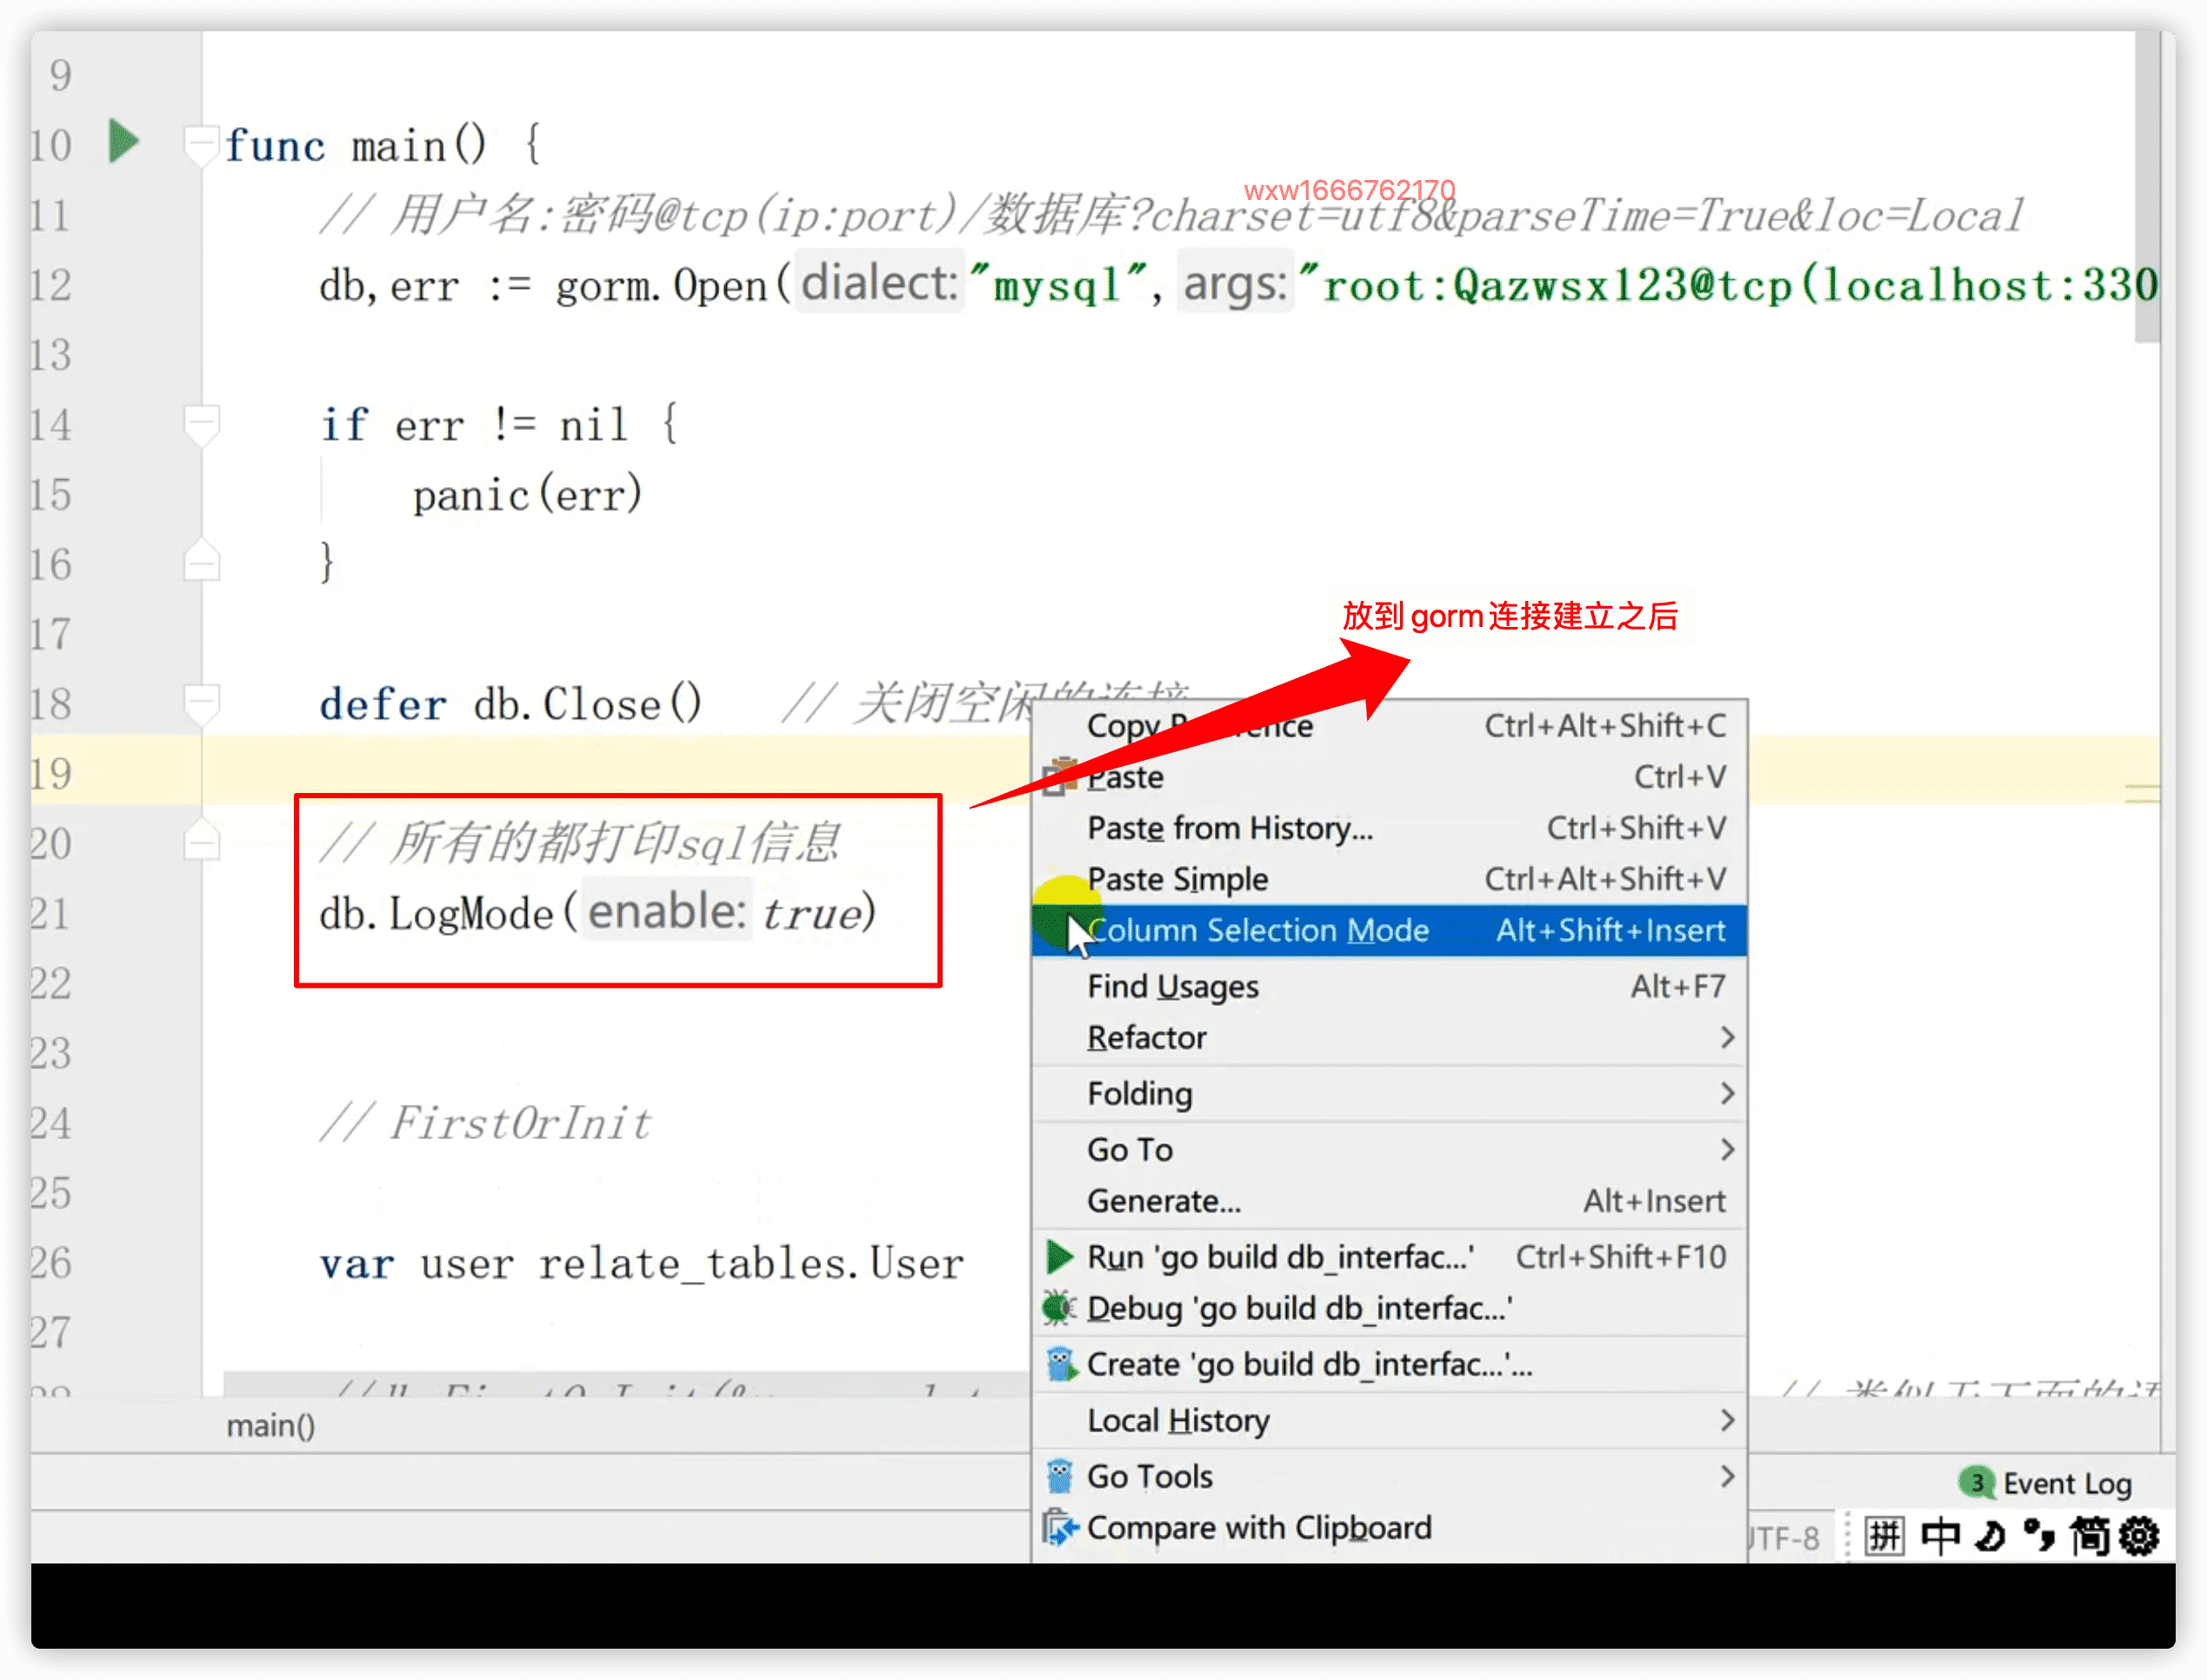 9
10 func main() {
wxw1666762170
11 // 用户名:密码@tcp(ip:port)/数据库?charset=utf8&parseTime=True&loc=Local
12 db,err := gorm.Open( dialect: "mysql", args: "root:Qazwsx123@tcp(localhost:330
13
14 if err != nil {
15 panic(err)
16 }
放到gorm连接建立之后
17
18 defer db.Close() // 关闭空闲的连接
19
20 // 所有的都打印sql信息
21 db.LogMode( enable: true)
22
23
24 // FirstOrInit
25
26 var user relate_tables.User
27
Copy Ctrl+Alt+Shift+C
Paste Ctrl+V
Paste from History... Ctrl+Shift+V
Paste Simple Ctrl+Alt+Shift+V
Column Selection Mode Alt+Shift+Insert
Find Usages Alt+F7
Refactor
Folding
Go To
Generate... Alt+Insert
Run 'go build db_interfac...' Ctrl+Shift+F10
Debug 'go build db_interfac...'
Create 'go build db_interfac...'...
Local History
Go Tools
Compare with Clipboard
main()
3 Event Log
UTF-8
拼 中 简